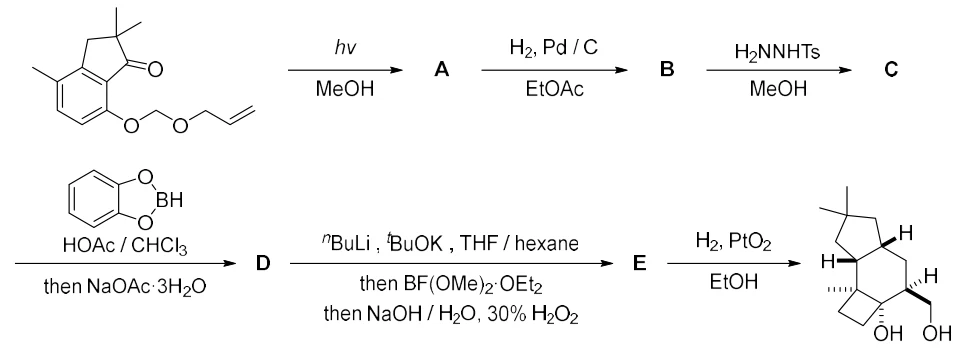 O
O
O
hν
MeOH
A
H₂, Pd / C
EtOAc
B
H₂NNHTs
MeOH
C
O
BH
O
HOAc / CHCl₃
then NaOAc·3H₂O
D
ⁿBuLi , ᵗBuOK , THF / hexane
then BF(OMe)₂·OEt₂
then NaOH / H₂O, 30% H₂O₂
E
H₂, PtO₂
EtOH
H
H
H
OH
OH